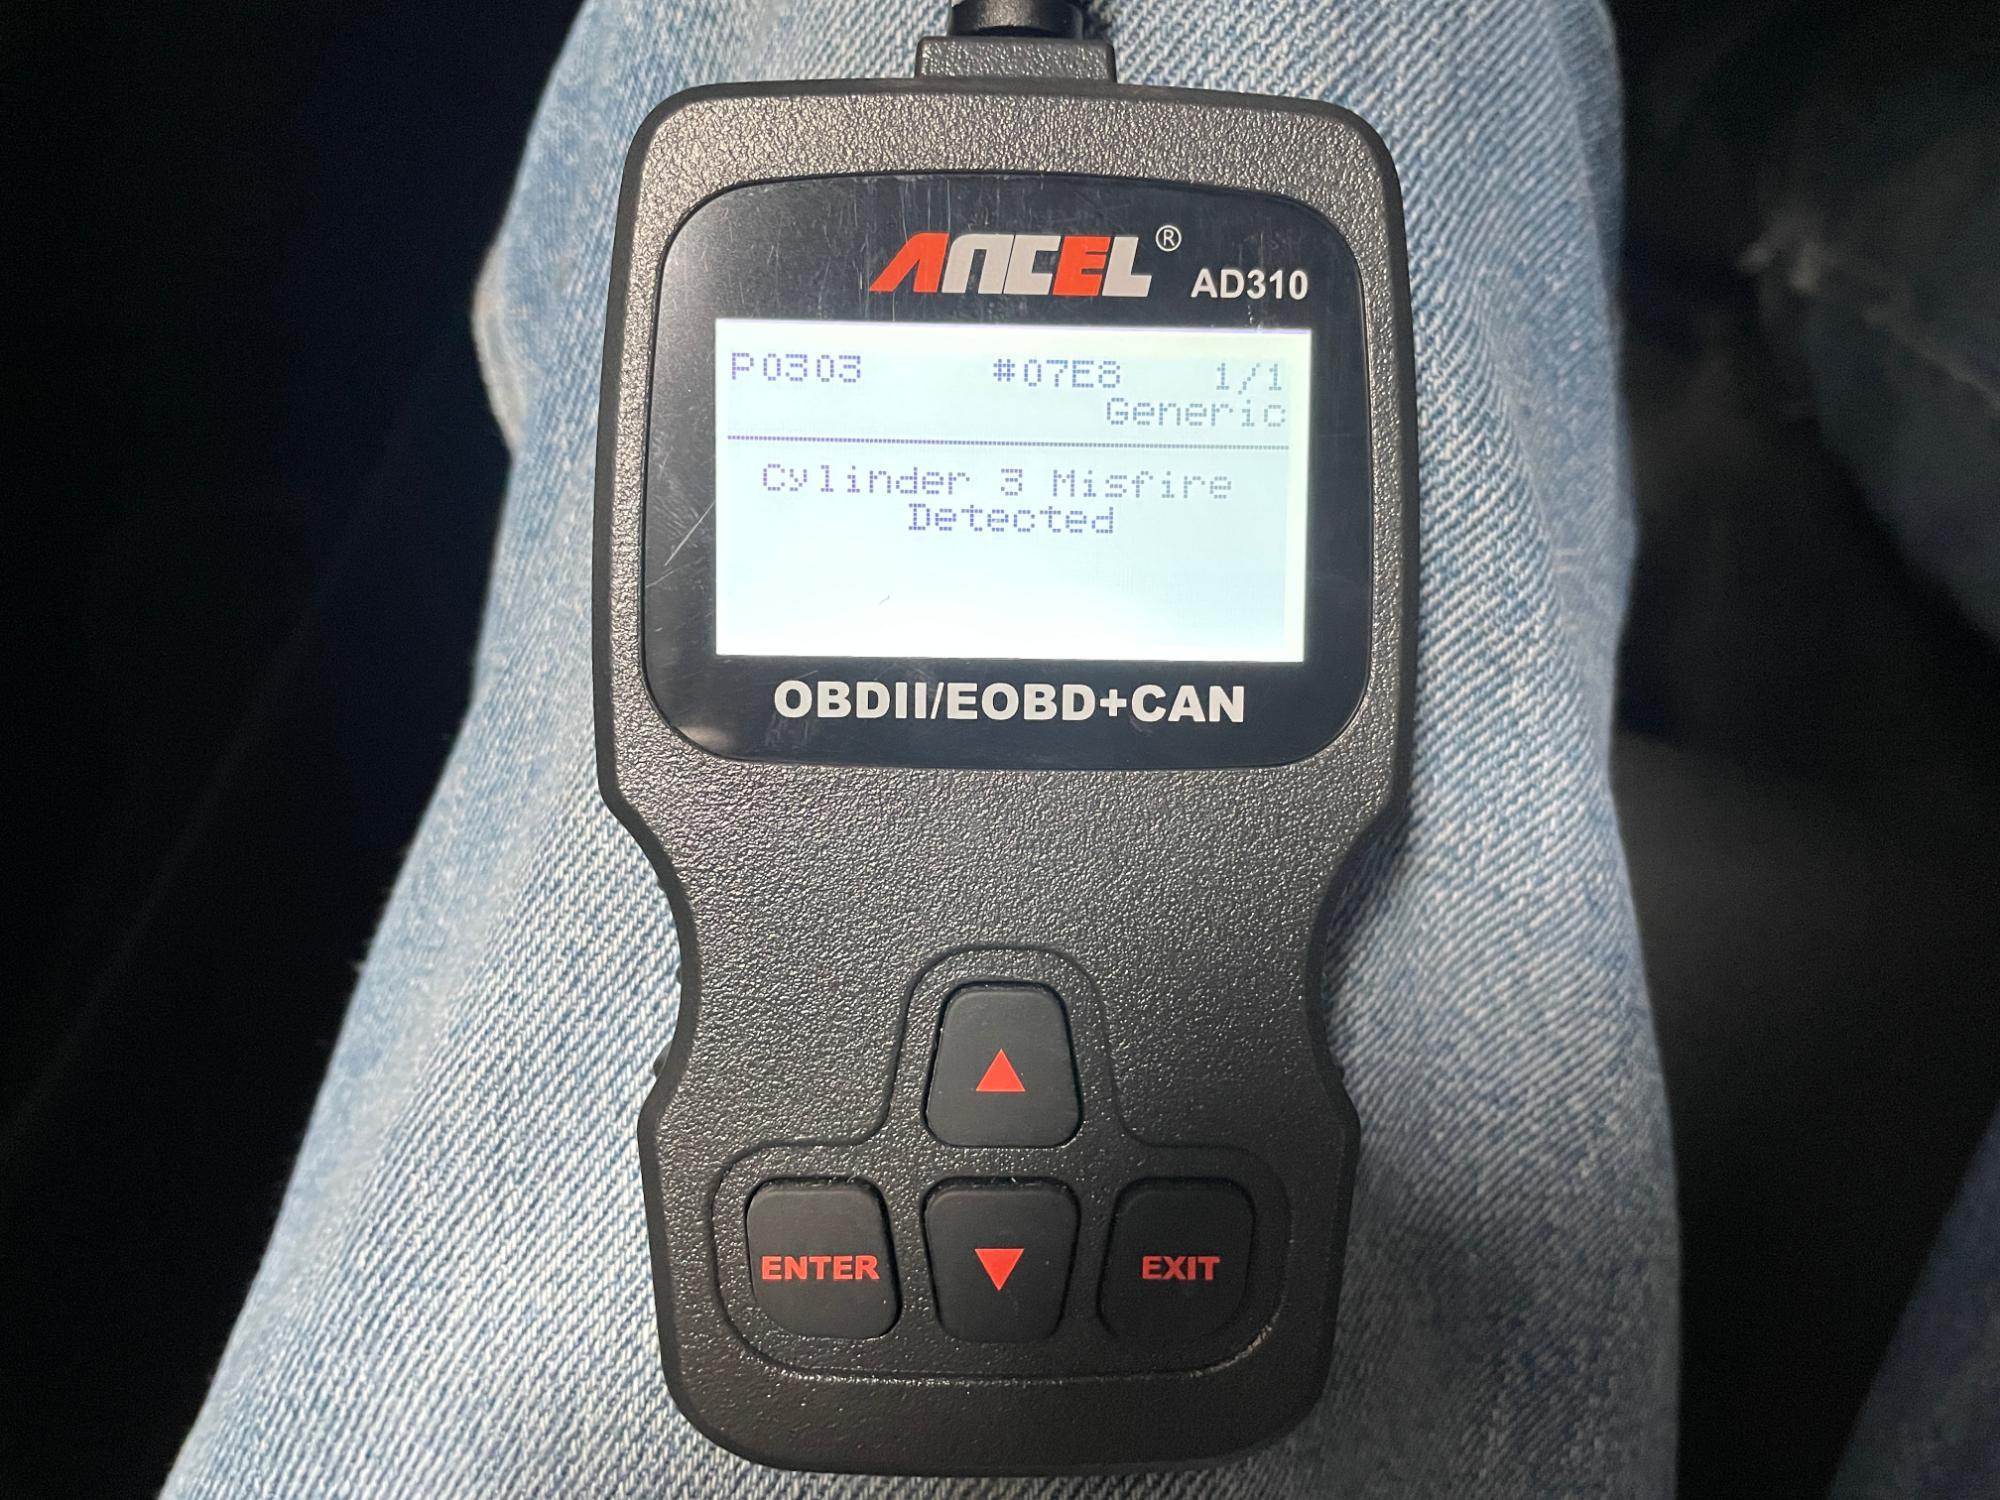 ANCEL® AD310
P0303 #07E8 1/1
Generic
Cylinder 3 Misfire
Detected
OBDII/EOBD+CAN
ENTER EXIT